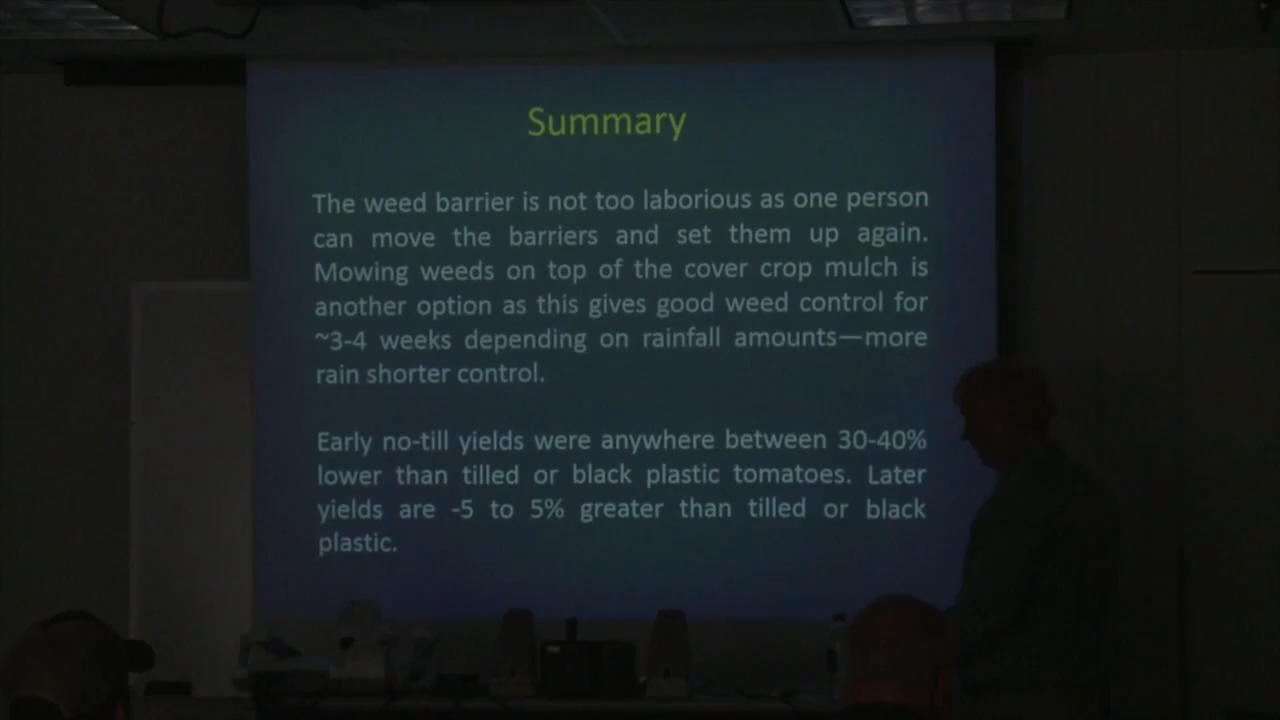 Summary
The weed barrier is not too laborious as one person
can move the barriers and set them up again.
Mowing weeds on top of the cover crop mulch is
another option as this gives good weed control for
~3-4 weeks depending on rainfall amounts—more
rain shorter control.
Early no-till yields were anywhere between 30-40%
lower than tilled or black plastic tomatoes. Later
yields are -5 to 5% greater than tilled or black
plastic.